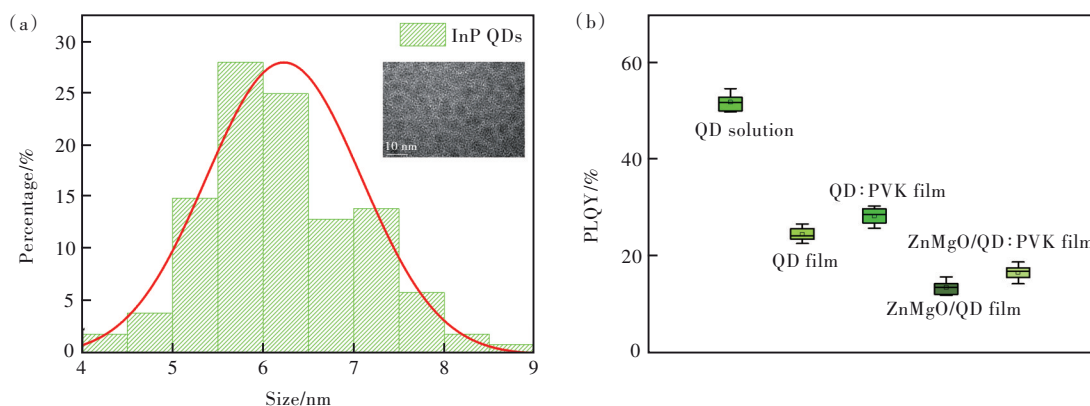 (a)
30
25
20
15
10
5
0
Percentage/%
InP QDs
10 nm
4 5 6 7 8 9
Size/nm
(b)
60
40
20
0
PLQY/%
QD solution
QD film
QD:PVK film
ZnMgO/QD:PVK film
ZnMgO/QD film